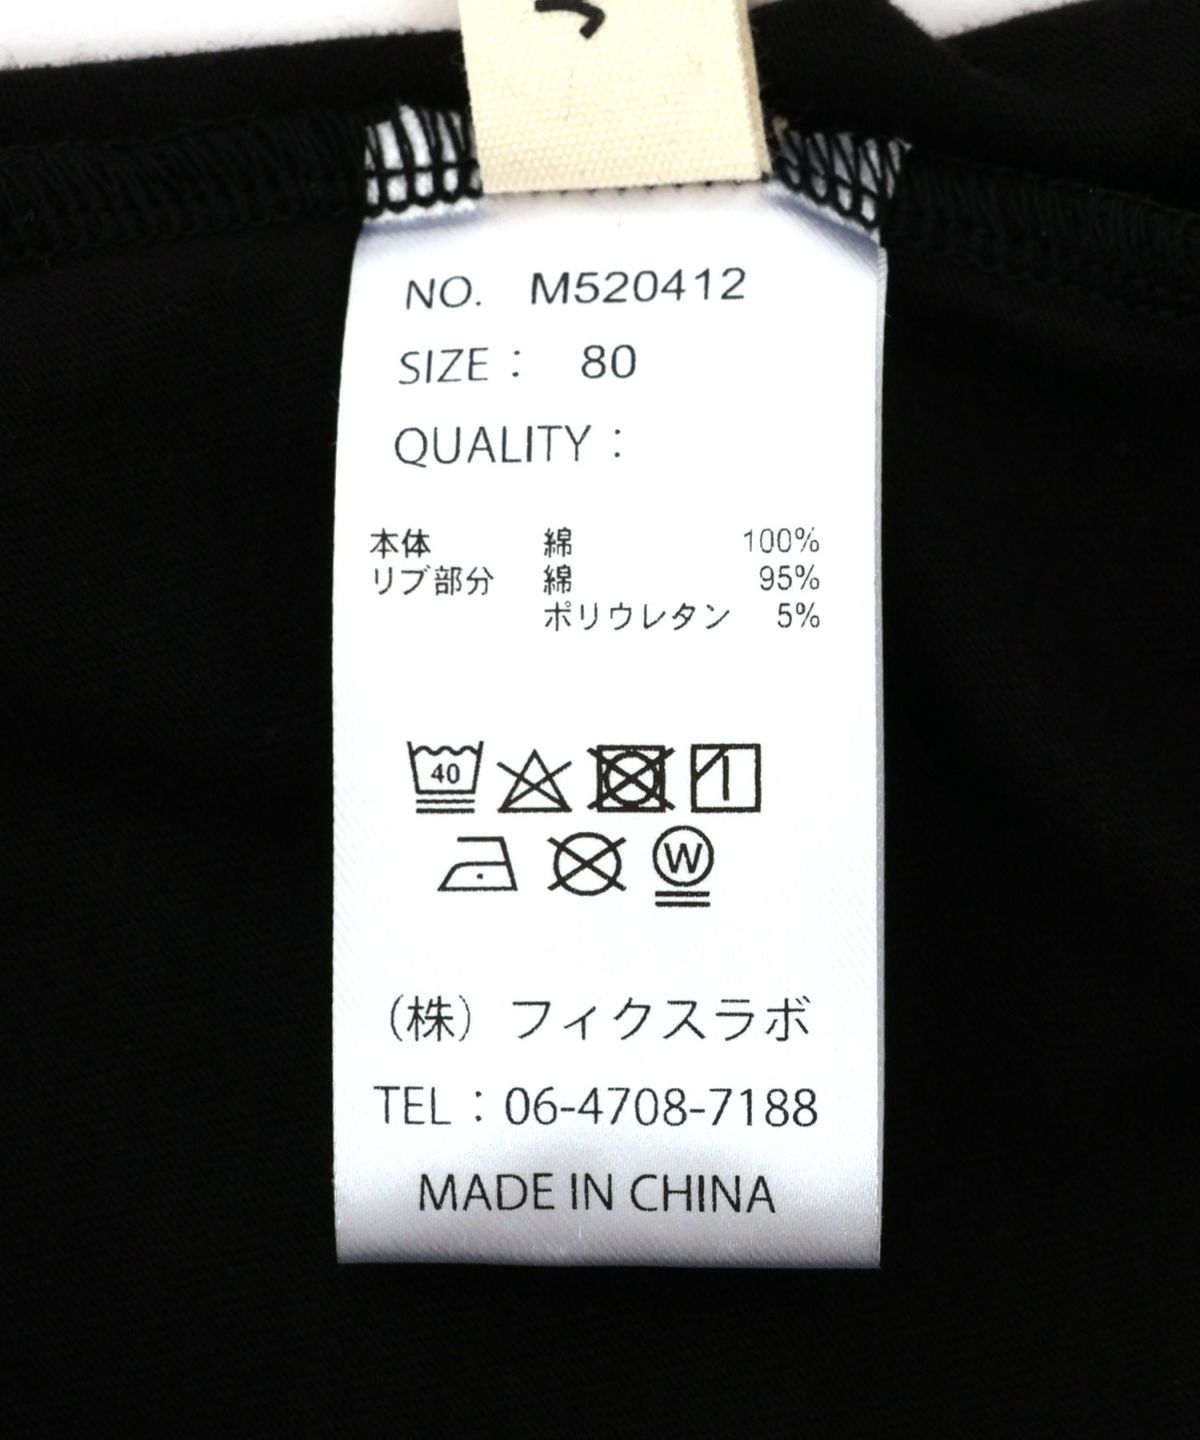 NO. M520412
SIZE： 80
QUALITY：
本体 綿 100%
リブ部分 綿 95%
ポリウレタン 5%
40
W
（株）フィクスラボ
TEL：06-4708-7188
MADE IN CHINA